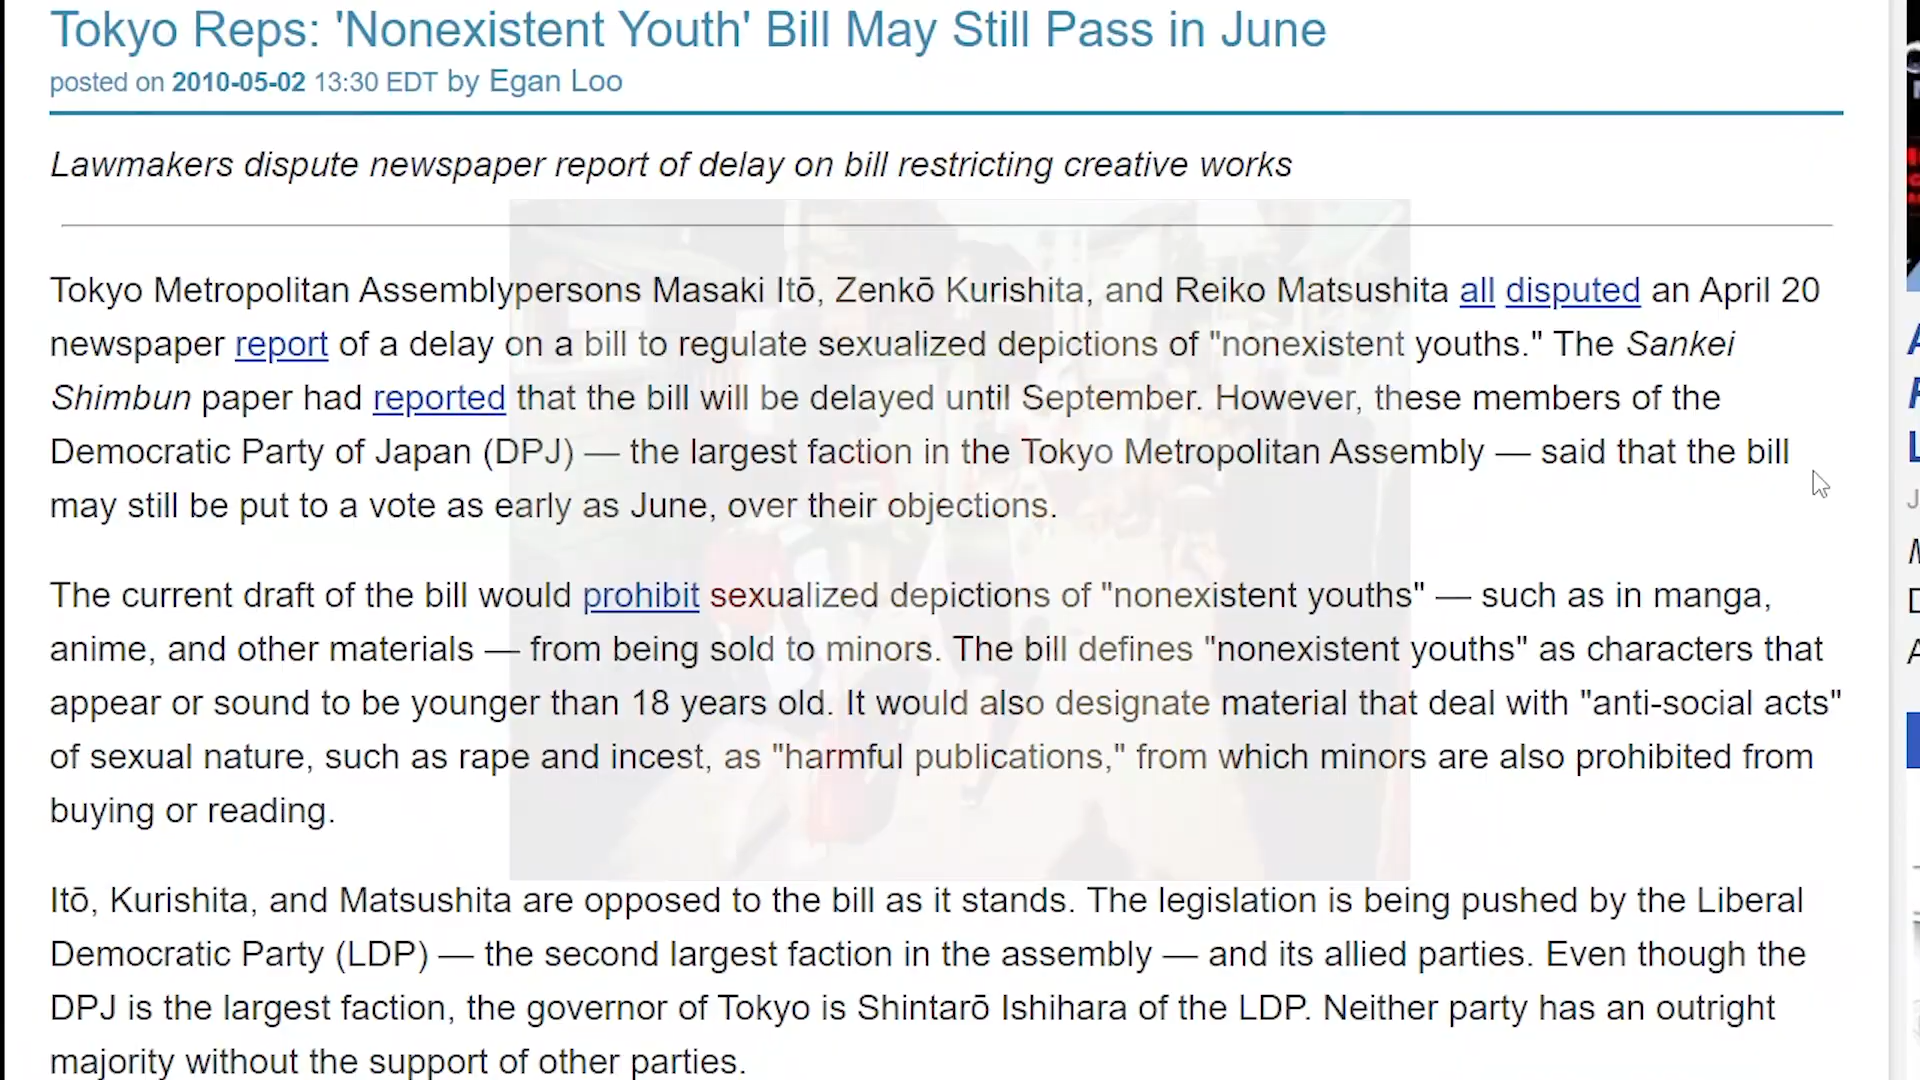 Tokyo Reps: 'Nonexistent Youth' Bill May Still Pass in June
posted on 2010-05-02 13:30 EDT by Egan Loo
Lawmakers dispute newspaper report of delay on bill restricting creative works
Tokyo Metropolitan Assemblypersons Masaki Itō, Zenkō Kurishita, and Reiko Matsushita all disputed an April 20
newspaper report of a delay on a bill to regulate sexualized depictions of "nonexistent youths." The Sankei
Shimbun paper had reported that the bill will be delayed until September. However, these members of the
Democratic Party of Japan (DPJ) — the largest faction in the Tokyo Metropolitan Assembly — said that the bill
may still be put to a vote as early as June, over their objections.
The current draft of the bill would prohibit sexualized depictions of "nonexistent youths" — such as in manga,
anime, and other materials — from being sold to minors. The bill defines "nonexistent youths" as characters that
appear or sound to be younger than 18 years old. It would also designate material that deal with "anti-social acts"
of sexual nature, such as rape and incest, as "harmful publications," from which minors are also prohibited from
buying or reading.
Itō, Kurishita, and Matsushita are opposed to the bill as it stands. The legislation is being pushed by the Liberal
Democratic Party (LDP) — the second largest faction in the assembly — and its allied parties. Even though the
DPJ is the largest faction, the governor of Tokyo is Shintarō Ishihara of the LDP. Neither party has an outright
majority without the support of other parties.